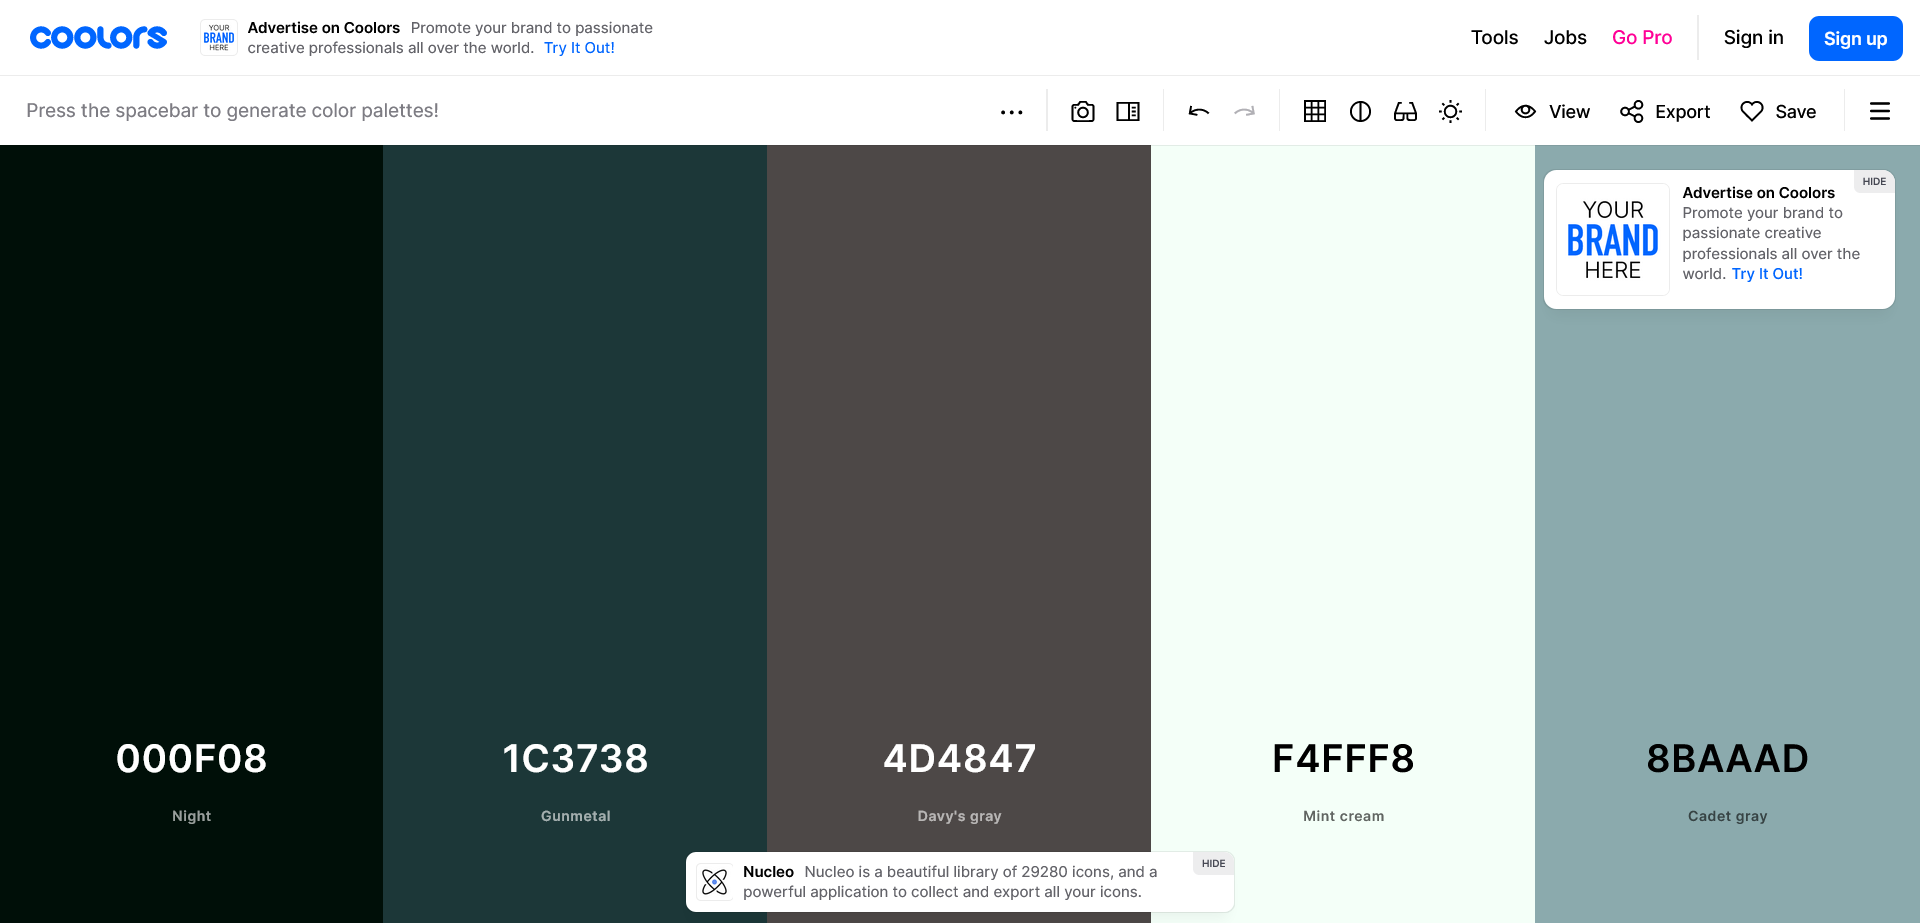 coolors
YOUR
BRAND
HERE
Advertise on Coolors Promote your brand to passionate
creative professionals all over the world. Try It Out!
Tools Jobs Go Pro Sign in Sign up
Press the spacebar to generate color palettes!
View Export Save
HIDE
YOUR
BRAND
HERE
Advertise on Coolors
Promote your brand to
passionate creative
professionals all over the
world. Try It Out!
000F08 1C3738 4D4847 F4FFF8 8BAAAD
Night Gunmetal Davy's gray Mint cream Cadet gray
HIDE
Nucleo Nucleo is a beautiful library of 29280 icons, and a
powerful application to collect and export all your icons.